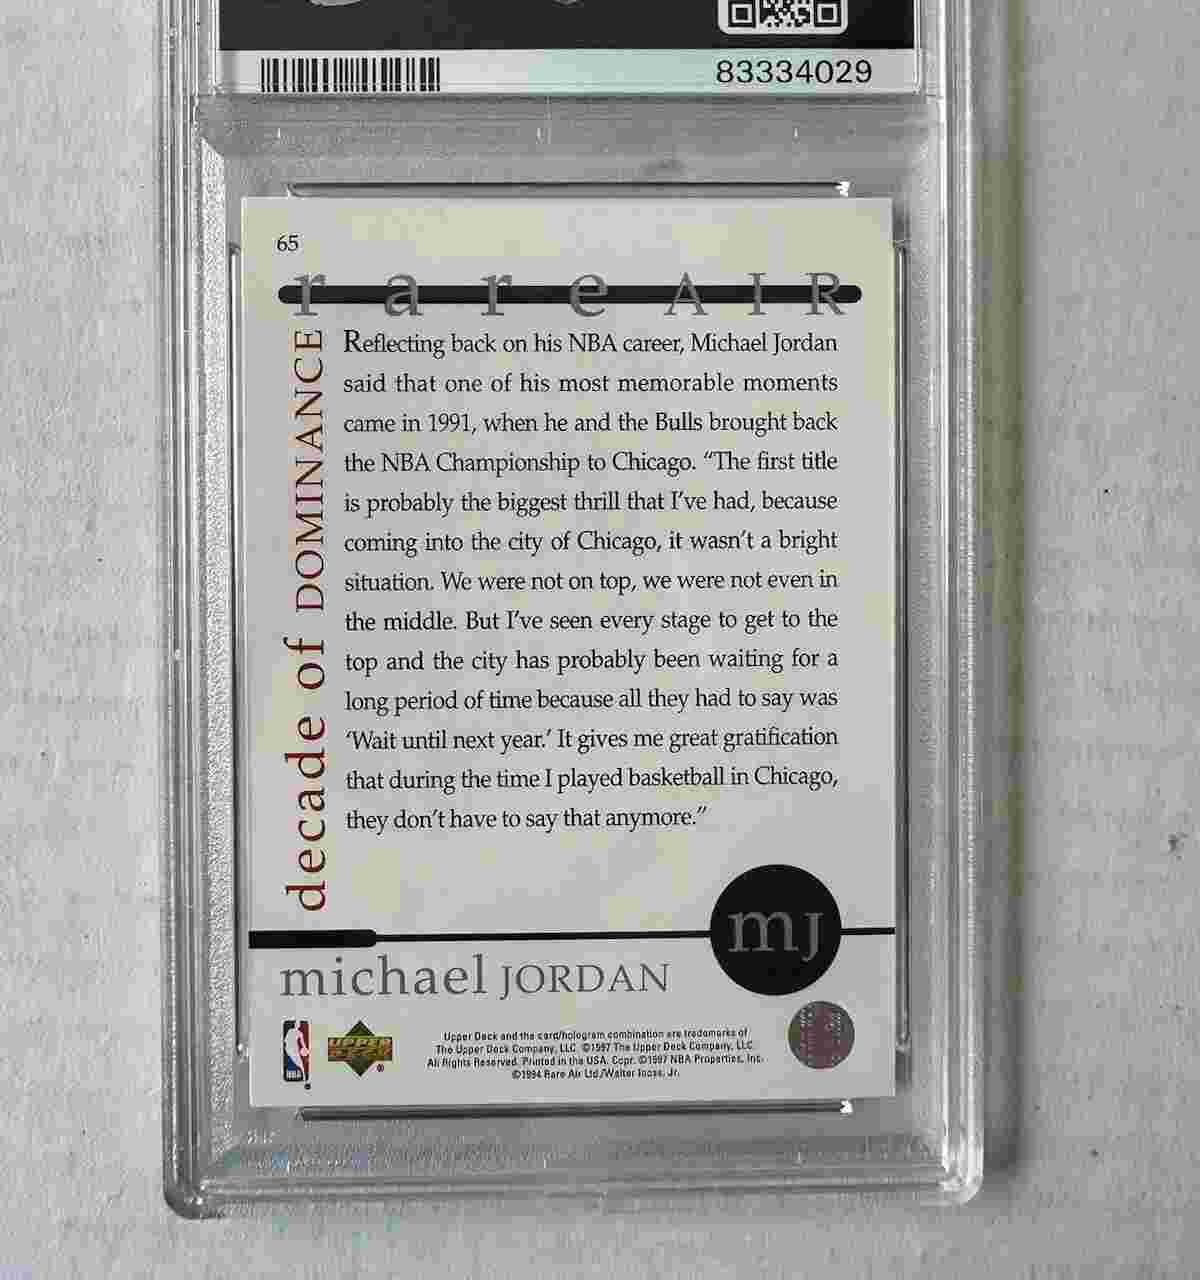 83334029
65
rare AIR
decade of DOMINANCE
Reflecting back on his NBA career, Michael Jordan
said that one of his most memorable moments
came in 1991, when he and the Bulls brought back
the NBA Championship to Chicago. “The first title
is probably the biggest thrill that I’ve had, because
coming into the city of Chicago, it wasn’t a bright
situation. We were not on top, we were not even in
the middle. But I’ve seen every stage to get to the
top and the city has probably been waiting for a
long period of time because all they had to say was
‘Wait until next year.’ It gives me great gratification
that during the time I played basketball in Chicago,
they don’t have to say that anymore.”
mJ
michael JORDAN
NBA
UPPER DECK
Upper Deck and the card/hologram combination are trademarks of
The Upper Deck Company, LLC ©1997 The Upper Deck Company, LLC.
All Rights Reserved. Printed in the USA. Copr. ©1997 NBA Properties, Inc.
©1994 Rare Air Ltd./Walter Iooss, Jr.